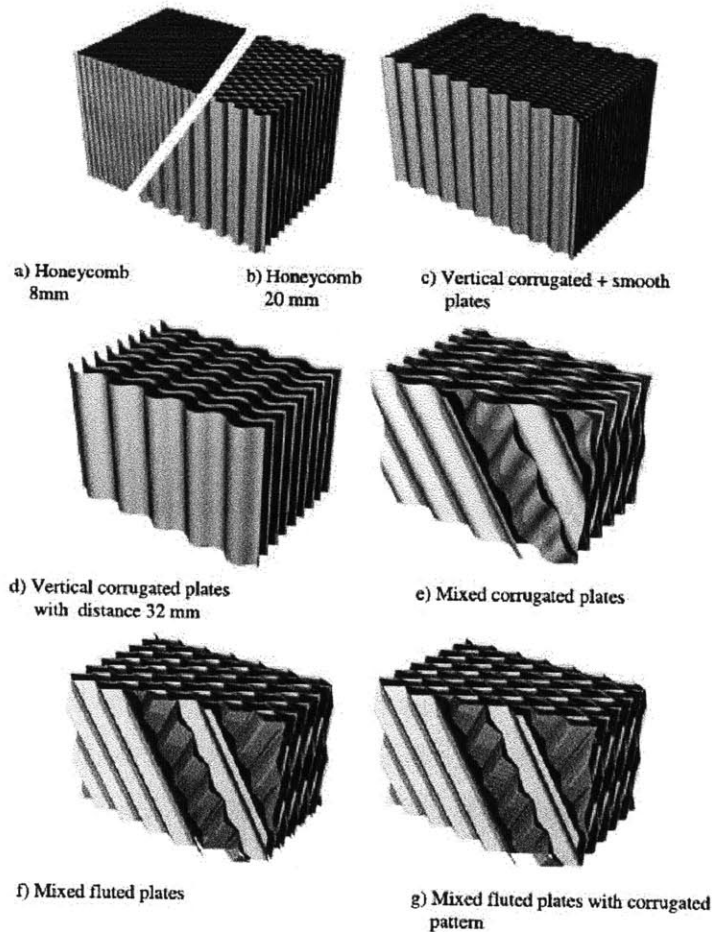 a) Honeycomb
8mm
b) Honeycomb
20 mm
c) Vertical corrugated + smooth
plates
d) Vertical corrugated plates
with distance 32 mm
e) Mixed corrugated plates
f) Mixed fluted plates
g) Mixed fluted plates with corrugated
pattern